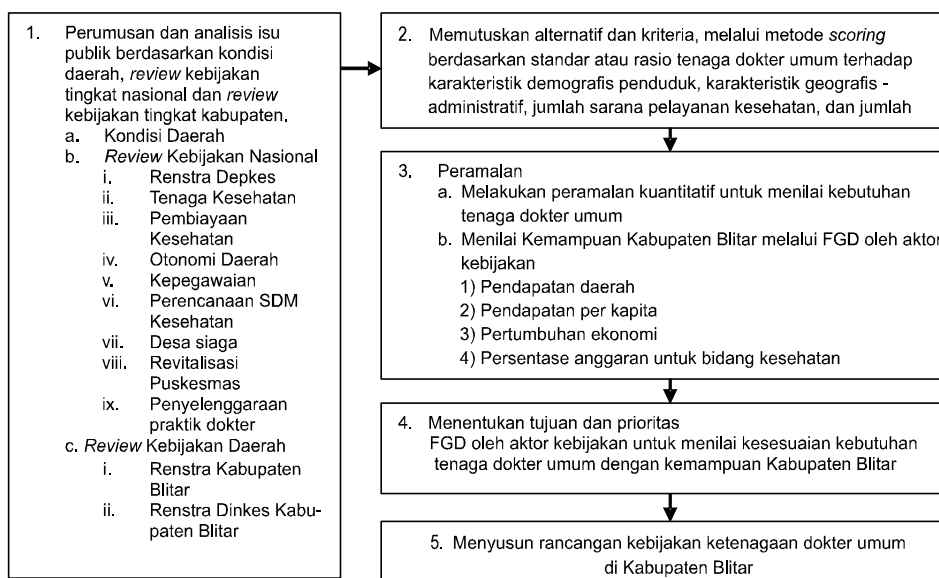 1. Perumusan dan analisis isu
publik berdasarkan kondisi
daerah, review kebijakan
tingkat nasional dan review
kebijakan tingkat kabupaten.
a. Kondisi Daerah
b. Review Kebijakan Nasional
i. Renstra Depkes
ii. Tenaga Kesehatan
iii. Pembiayaan
Kesehatan
iv. Otonomi Daerah
v. Kepegawaian
vi. Perencanaan SDM
Kesehatan
vii. Desa siaga
viii. Revitalisasi
Puskesmas
ix. Penyelenggaraan
praktik dokter
c. Review Kebijakan Daerah
i. Renstra Kabupaten
Blitar
ii. Renstra Dinkes Kabu-
paten Blitar
2. Memutuskan alternatif dan kriteria, melalui metode scoring
berdasarkan standar atau rasio tenaga dokter umum terhadap
karakteristik demografis penduduk, karakteristik geografis -
administratif, jumlah sarana pelayanan kesehatan, dan jumlah
3. Peramalan
a. Melakukan peramalan kuantitatif untuk menilai kebutuhan
tenaga dokter umum
b. Menilai Kemampuan Kabupaten Blitar melalui FGD oleh aktor
kebijakan
1) Pendapatan daerah
2) Pendapatan per kapita
3) Pertumbuhan ekonomi
4) Persentase anggaran untuk bidang kesehatan
4. Menentukan tujuan dan prioritas
FGD oleh aktor kebijakan untuk menilai kesesuaian kebutuhan
tenaga dokter umum dengan kemampuan Kabupaten Blitar
5. Menyusun rancangan kebijakan ketenagaan dokter umum
di Kabupaten Blitar